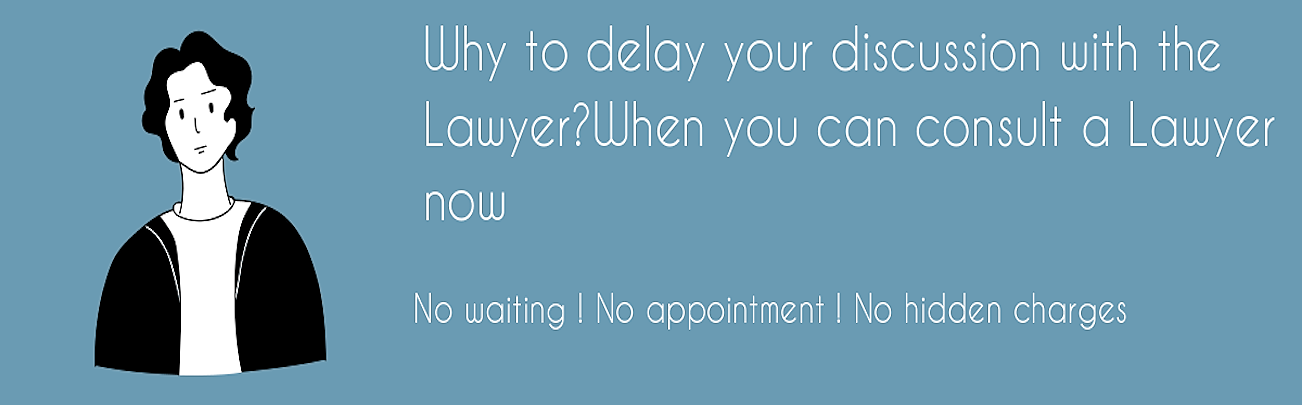 Why to delay your discussion with the
Lawyer?When you can consult a Lawyer
now
No waiting ! No appointment ! No hidden charges